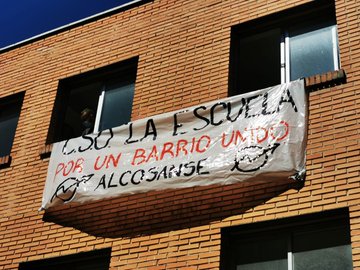 C.S.O. LA ESCUELA
POR UN BARRIO UNIDO
ALCOSANSE